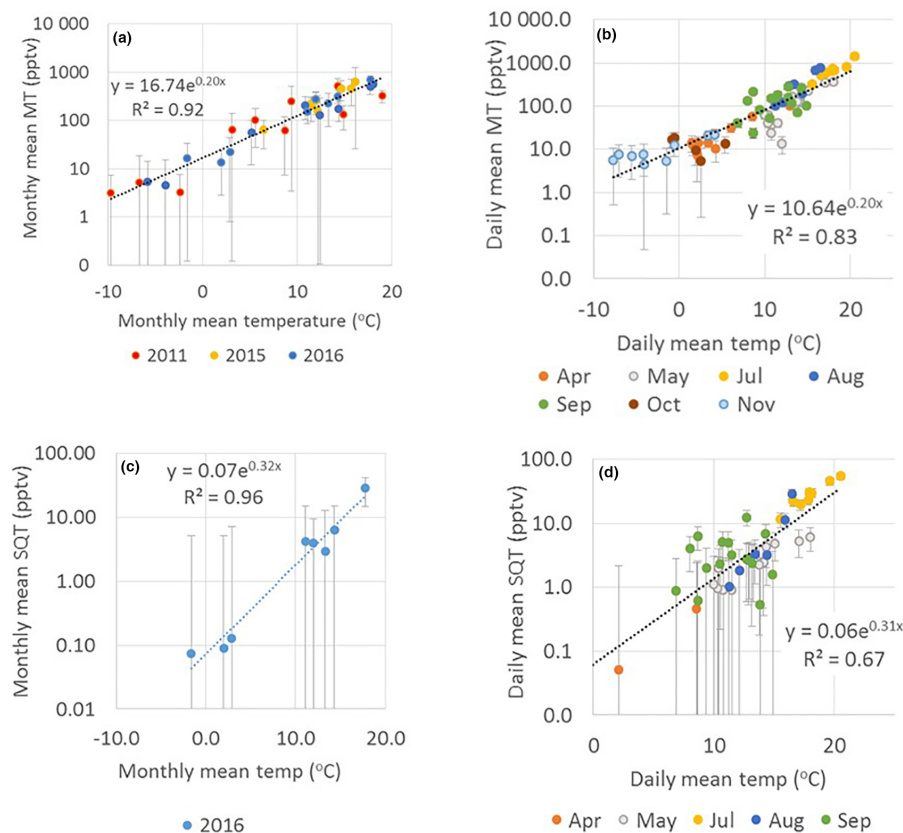 (a)
Monthy mean MT (pptv)
10 000
1000
100
10
1
0
y = 16.74e^0.20x
R² = 0.92
-10 0 10 20
Monthly mean temperature (°C)
2011 2015 2016
(b)
Daily mean MT (pptv)
10 000
1000.0
100.0
10.0
1.0
0.1
0.0
y = 10.64e^0.20x
R² = 0.83
-10 0 10 20
Daily mean temp (°C)
Apr May Jul Aug
Sep Oct Nov
(c)
Monthly mean SQT (pptv)
100.00
10.00
1.00
0.10
0.01
y = 0.07e^0.32x
R² = 0.96
-10.0 0.0 10.0 20.0
Monthly mean temp (°C)
2016
(d)
Daily mean SQT (pptv)
100.0
10.0
1.0
0.1
0.0
y = 0.06e^0.31x
R² = 0.67
0 10 20
Daily mean temp (°C)
Apr May Jul Aug Sep